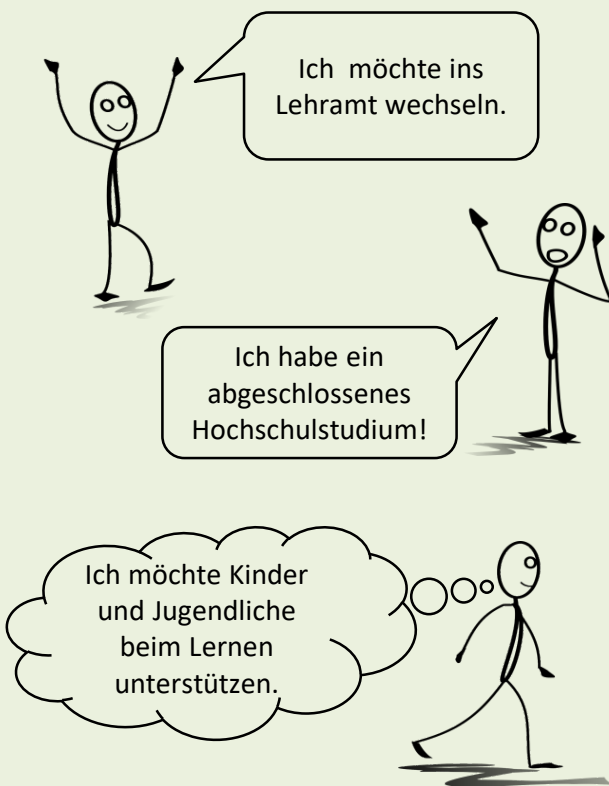 Ich möchte ins
Lehramt wechseln.
Ich habe ein
abgeschlossenes
Hochschulstudium!
Ich möchte Kinder
und Jugendliche
beim Lernen
unterstützen.